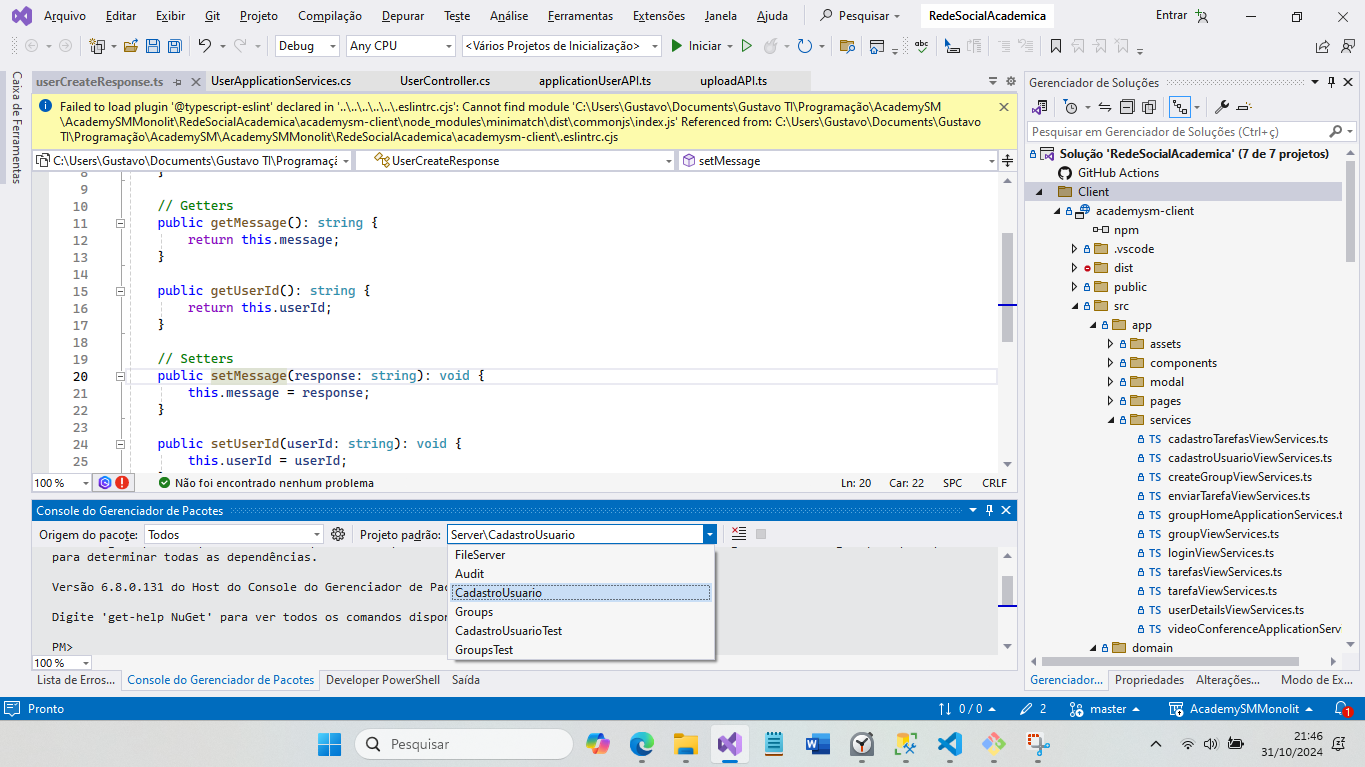 Arquivo Editar Exibir Git Projeto Compilação Depurar Teste Análise Ferramentas Extensões Janela Ajuda Pesquisar RedeSocialAcademica Entrar
Debug Any CPU <Vários Projetos de Inicialização> Iniciar
Caixa de Ferramentas
userCreateResponse.ts UserApplicationServices.cs UserController.cs applicationUserAPI.ts uploadAPI.ts
Failed to load plugin '@typescript-eslint' declared in '..\..\..\..\..\..\.eslintrc.cjs': Cannot find module 'C:\Users\Gustavo\Documents\Gustavo TI\Programação\AcademySM
\AcademySMMonolit\RedeSocialAcademica\academysm-client\node_modules\minimatch\dist\commonjs\index.js' Referenced from: C:\Users\Gustavo\Documents\Gustavo
TI\Programação\AcademySM\AcademySMMonolit\RedeSocialAcademica\academysm-client\.eslintrc.cjs
C:\Users\Gustavo\Documents\Gustavo TI\Programaçã UserCreateResponse setMessage
8 }
9
10 // Getters
11 public getMessage(): string {
12 return this.message;
13 }
14
15 public getUserId(): string {
16 return this.userId;
17 }
18
19 // Setters
20 public setMessage(response: string): void {
21 this.message = response;
22 }
23
24 public setUserId(userId: string): void {
25 this.userId = userId;
100 % Não foi encontrado nenhum problema Ln: 20 Car: 22 SPC CRLF
Console do Gerenciador de Pacotes
Origem do pacote: Todos Projeto padrão: Server\CadastroUsuario
FileServer
Audit
CadastroUsuario
Groups
CadastroUsuarioTest
GroupsTest
para determinar todas as dependências.
Versão 6.8.0.131 do Host do Console do Gerenciador de Pac
Digite 'get-help NuGet' para ver todos os comandos dispon
PM>
100 %
Lista de Erros... Console do Gerenciador de Pacotes Developer PowerShell Saída
Gerenciador de Soluções
Pesquisar em Gerenciador de Soluções (Ctrl+ç)
Solução 'RedeSocialAcademica' (7 de 7 projetos)
GitHub Actions
Client
academysm-client
npm
.vscode
dist
public
src
app
assets
components
modal
pages
services
TS cadastroTarefasViewServices.ts
TS cadastroUsuarioViewServices.ts
TS createGroupViewServices.ts
TS enviarTarefaViewServices.ts
TS groupHomeApplicationServices.t
TS groupViewServices.ts
TS loginViewServices.ts
TS tarefasViewServices.ts
TS tarefaViewServices.ts
TS userDetailsViewServices.ts
TS videoConferenceApplicationServ
domain
Gerenciador... Propriedades Alterações... Modo de Ex...
Pronto 0 / 0 2 master AcademySMMonolit 1
Pesquisar
21:46
31/10/2024